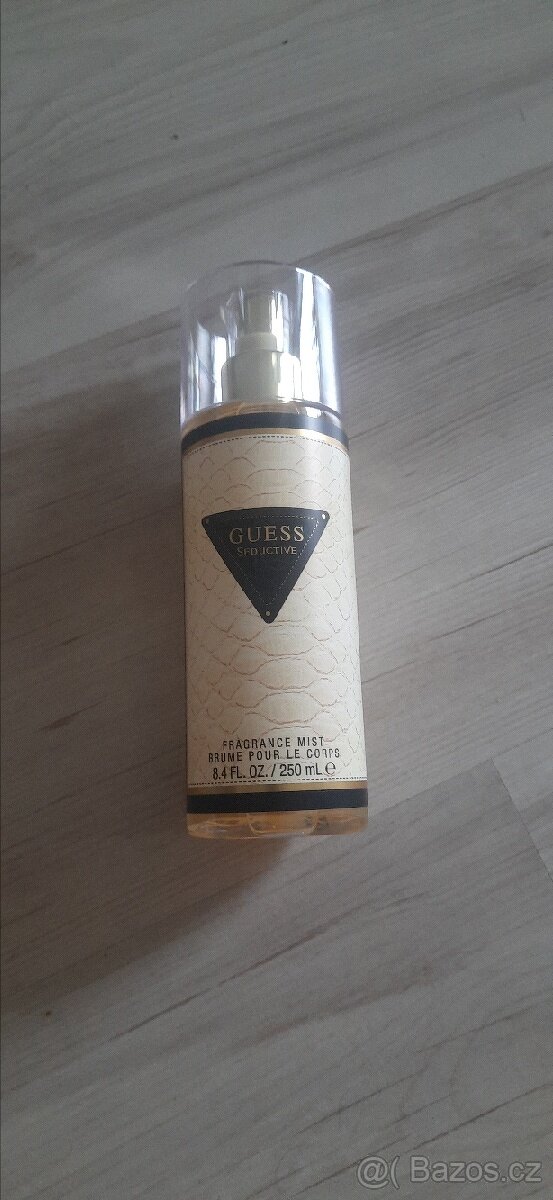 GUESS
SEDUCTIVE
FRAGRANCE MIST
BRUME POUR LE CORPS
8.4 FL. OZ. / 250 mL ℮
@( Bazos.cz